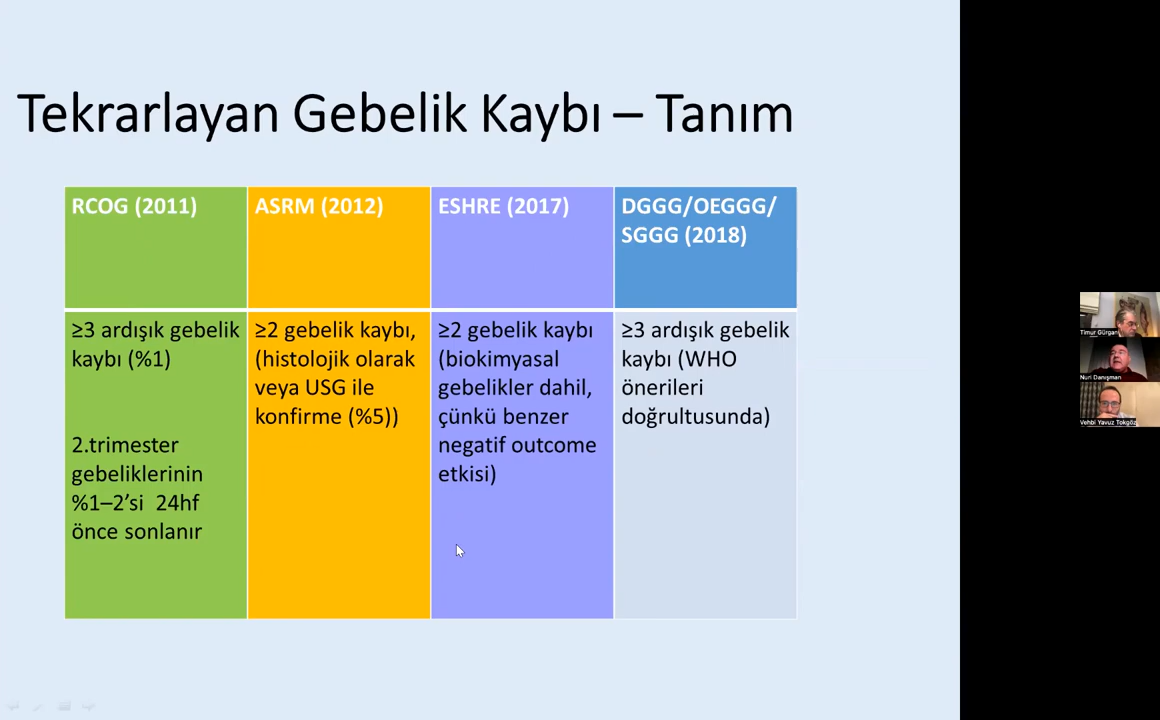 Tekrarlayan Gebelik Kaybı – Tanım
RCOG (2011)
ASRM (2012)
ESHRE (2017)
DGGG/OEGGG/
SGGG (2018)
≥3 ardışık gebelik
kaybı (%1)
2.trimester
gebeliklerinin
%1–2’si 24hf
önce sonlanır
≥2 gebelik kaybı,
(histolojik olarak
veya USG ile
konfirme (%5))
≥2 gebelik kaybı
(biokimyasal
gebelikler dahil,
çünkü benzer
negatif outcome
etkisi)
≥3 ardışık gebelik
kaybı (WHO
önerileri
doğrultusunda)
Timur Gürgan
Nuri Danışman
Vehbi Yavuz Tokgöz